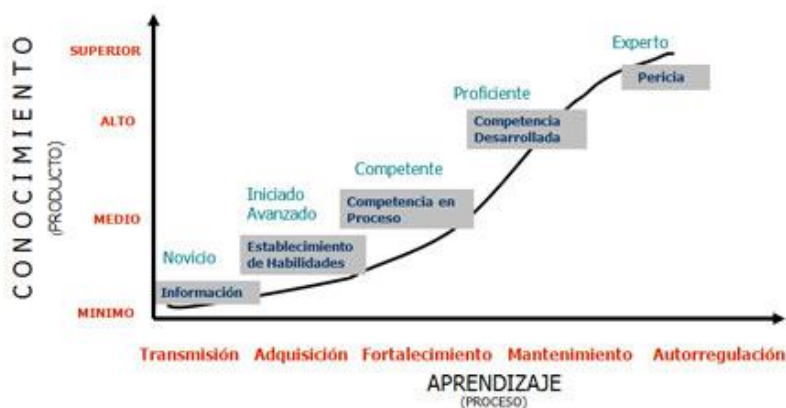 CONOCIMIENTO
(PRODUCTO)
SUPERIOR
ALTO
MEDIO
MINIMO
Experto
Pericia
Proficiente
Competencia
Desarrollada
Competente
Competencia en
Proceso
Iniciado
Avanzado
Establecimiento
de Habilidades
Novicio
Información
Transmisión Adquisición Fortalecimiento Mantenimiento Autorregulación
APRENDIZAJE
(PROCESO)